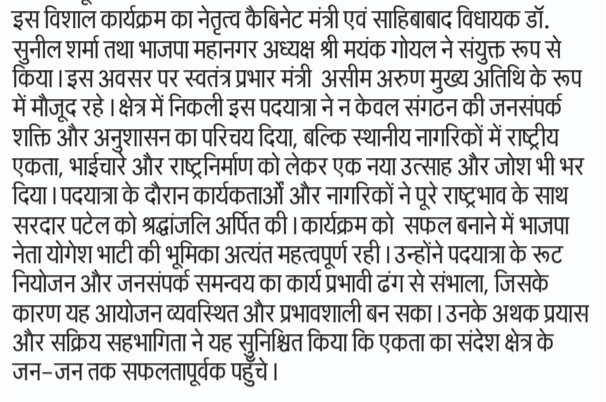 इस विशाल कार्यक्रम का नेतृत्व कैबिनेट मंत्री एवं साहिबाबाद विधायक डॉ.
सुनील शर्मा तथा भाजपा महानगर अध्यक्ष श्री मयंक गोयल ने संयुक्त रूप से
किया। इस अवसर पर स्वतंत्र प्रभार मंत्री असीम अरुण मुख्य अतिथि के रूप
में मौजूद रहे। क्षेत्र में निकली इस पदयात्रा ने न केवल संगठन की जनसंपर्क
शक्ति और अनुशासन का परिचय दिया, बल्कि स्थानीय नागरिकों में राष्ट्रीय
एकता, भाईचारे और राष्ट्रनिर्माण को लेकर एक नया उत्साह और जोश भी भर
दिया। पदयात्रा के दौरान कार्यकर्ताओं और नागरिकों ने पूरे राष्ट्रभाव के साथ
सरदार पटेल को श्रद्धांजलि अर्पित की। कार्यक्रम को सफल बनाने में भाजपा
नेता योगेश भाटी की भूमिका अत्यंत महत्वपूर्ण रही। उन्होंने पदयात्रा के रूट
नियोजन और जनसंपर्क समन्वय का कार्य प्रभावी ढंग से संभाला, जिसके
कारण यह आयोजन व्यवस्थित और प्रभावशाली बन सका। उनके अथक प्रयास
और सक्रिय सहभागिता ने यह सुनिश्चित किया कि एकता का संदेश क्षेत्र के
जन-जन तक सफलतापूर्वक पहुँचे।